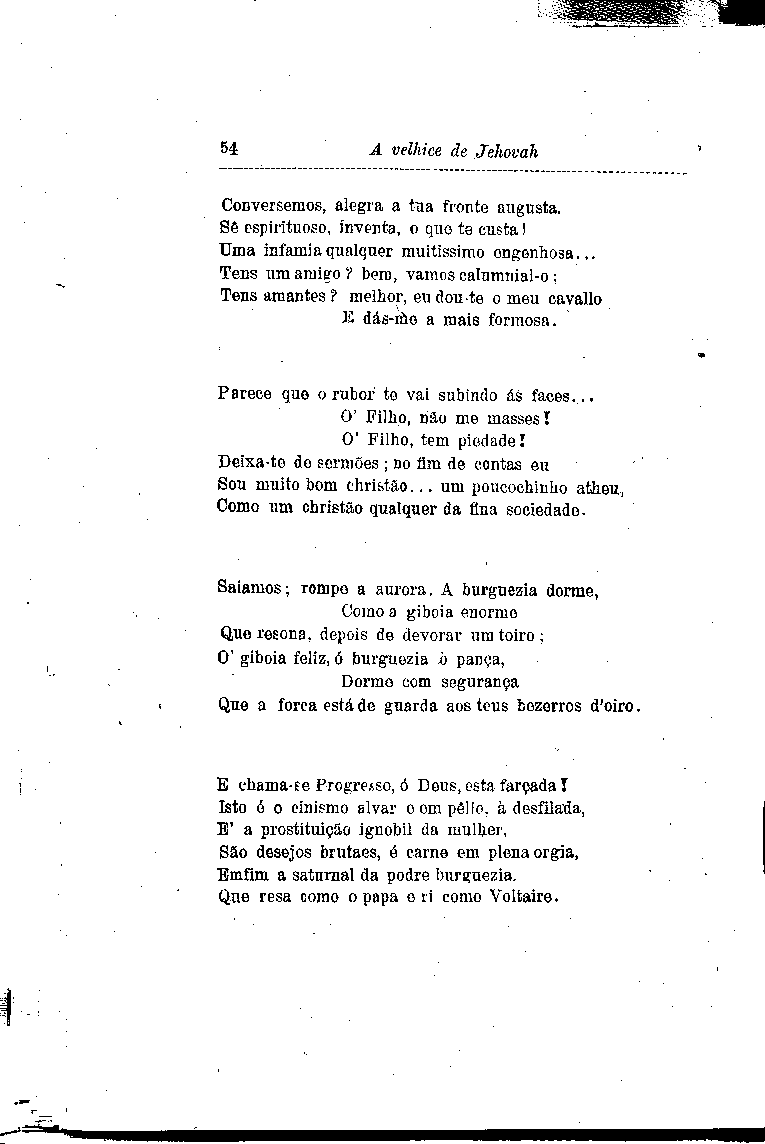 54 A velhice de Jehovah
Conversemos, alegra a tua fronte augusta.
Sê espirituoso, inventa, o que te custa!
Uma infamia qualquer muitissimo engenhosa...
Tens um amigo? bem, vamos calumnial-o;
Tens amantes? melhor, eu dou-te o meu cavallo
E dás-me a mais formosa.
Parece que o rubor te vai subindo ás faces...
O' Filho, não me masses!
O' Filho, tem piedade!
Deixa-te de sermões; no fim de contas eu
Sou muito bom christão... um poucochinho atheu,
Como um christão qualquer da fina sociedade.
Saiamos; rompe a aurora. A burguezia dorme,
Como a giboia enorme
Que resona, depois de devorar um toiro;
O' giboia feliz, ó burguezia ò pança,
Dorme com segurança
Que a forca está de guarda aos teus bezerros d'oiro.
E chama-se Progresso, ó Deus, esta farçada!
Isto é o cinismo alvar e em pêllo, à desfilada,
E' a prostituição ignobil da mulher,
São desejos brutaes, é carne em plena orgia,
Emfim a saturnal da podre burguezia.
Que resa como o papa e ri como Voltaire.